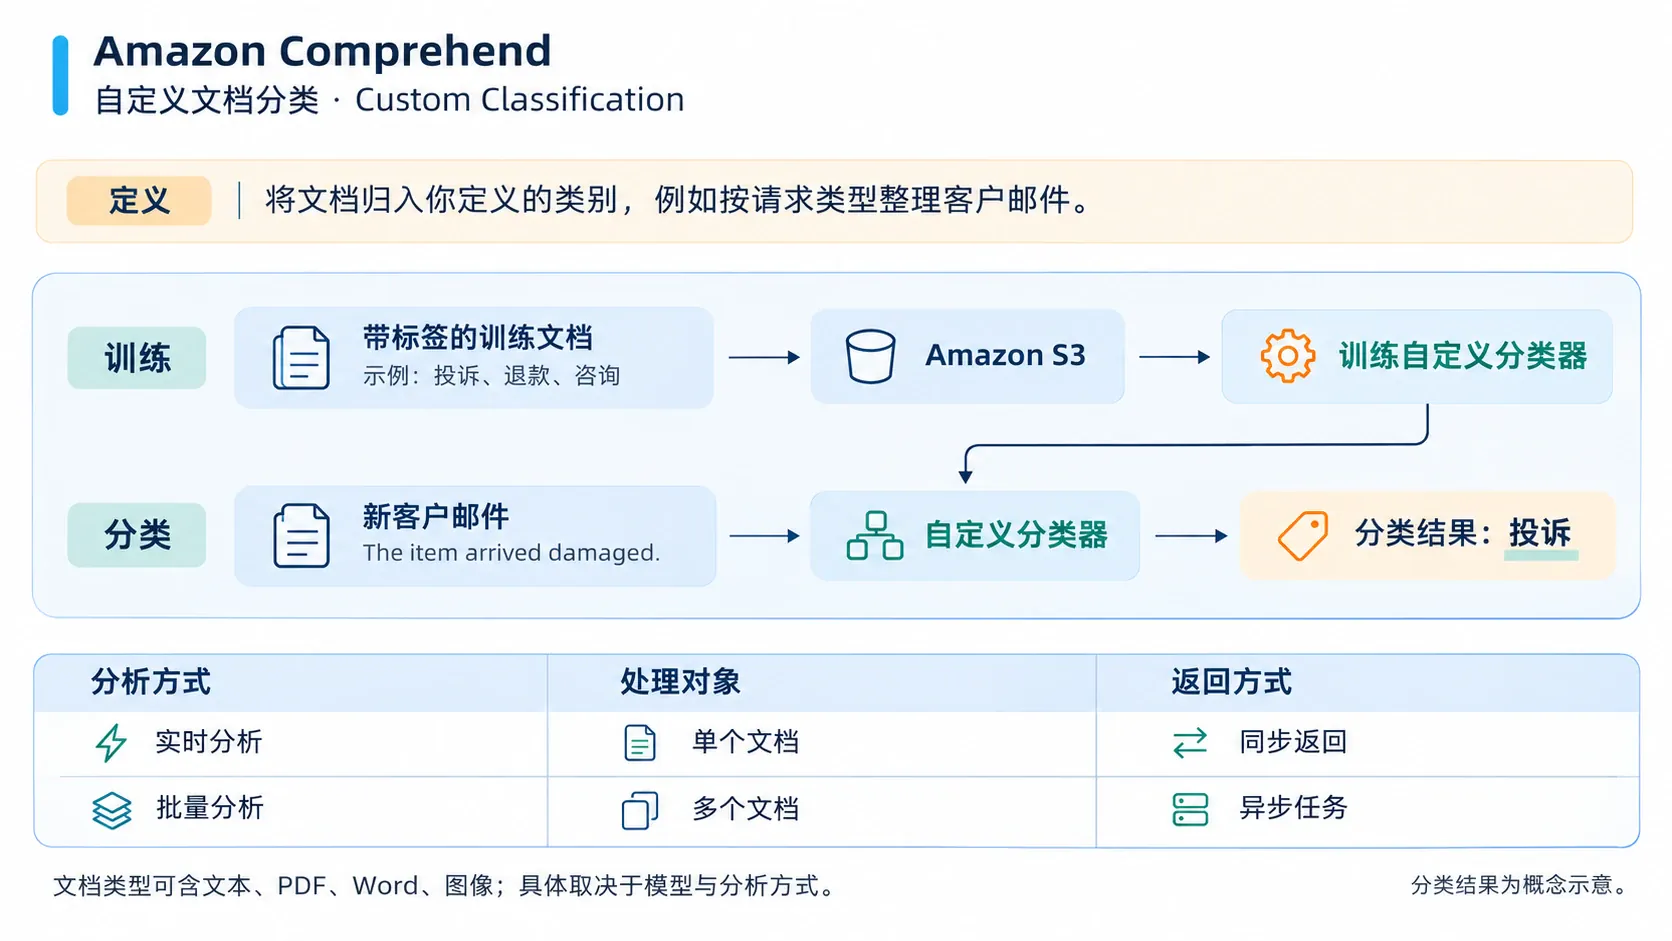 Amazon Comprehend
自定义文档分类 · Custom Classification
定义
将文档归入你定义的类别，例如按请求类型整理客户邮件。
训练
带标签的训练文档
示例：投诉、退款、咨询
Amazon S3
训练自定义分类器
分类
新客户邮件
The item arrived damaged.
自定义分类器
分类结果：投诉
分析方式
处理对象
返回方式
实时分析
单个文档
同步返回
批量分析
多个文档
异步任务
文档类型可含文本、PDF、Word、图像；具体取决于模型与分析方式。
分类结果为概念示意。